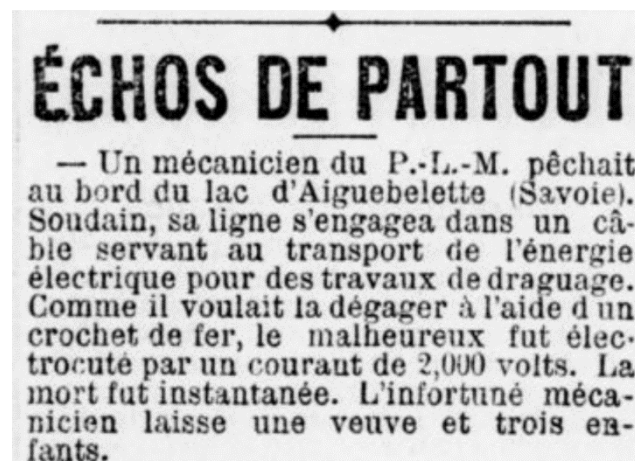 ÉCHOS DE PARTOUT
— Un mécanicien du P.-L.-M. pêchait
au bord du lac d'Aiguebelette (Savoie).
Soudain, sa ligne s'engagea dans un câ-
ble servant au transport de l'énergie
électrique pour des travaux de draguage.
Comme il voulait la dégager à l'aide d un
crochet de fer, le malheureux fut élec-
trocuté par un couraut de 2,000 volts. La
mort fut instantanée. L'infortuné méca-
nicien laisse une veuve et trois en-
fants.